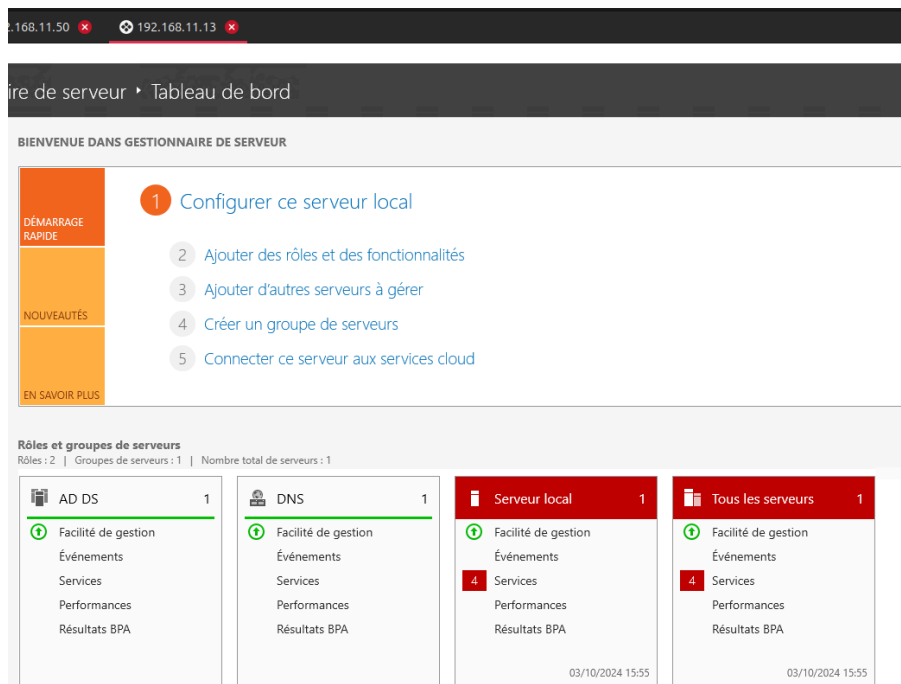 .168.11.50 192.168.11.13
ire de serveur ‣ Tableau de bord
BIENVENUE DANS GESTIONNAIRE DE SERVEUR
1 Configurer ce serveur local
DÉMARRAGE
RAPIDE
2 Ajouter des rôles et des fonctionnalités
3 Ajouter d'autres serveurs à gérer
NOUVEAUTÉS
4 Créer un groupe de serveurs
5 Connecter ce serveur aux services cloud
EN SAVOIR PLUS
Rôles et groupes de serveurs
Rôles : 2 | Groupes de serveurs : 1 | Nombre total de serveurs : 1
AD DS 1
Facilité de gestion
Événements
Services
Performances
Résultats BPA
DNS 1
Facilité de gestion
Événements
Services
Performances
Résultats BPA
Serveur local 1
Facilité de gestion
Événements
4 Services
Performances
Résultats BPA
03/10/2024 15:55
Tous les serveurs 1
Facilité de gestion
Événements
4 Services
Performances
Résultats BPA
03/10/2024 15:55